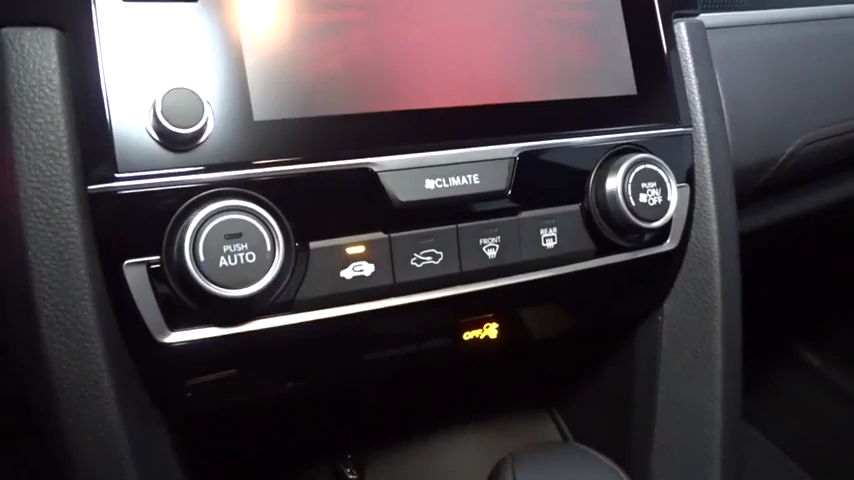 CLIMATE
PUSH
ON/
OFF
PUSH
AUTO
FRONT
REAR
OFF